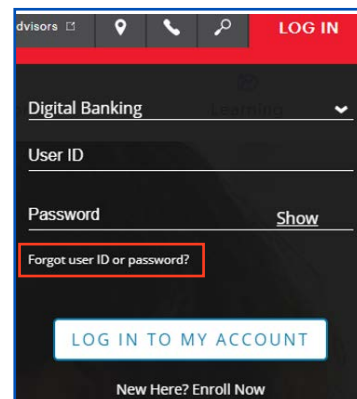 dvisors LOG IN
Digital Banking
Learning
User ID
Password Show
Forgot user ID or password?
LOG IN TO MY ACCOUNT
New Here? Enroll Now